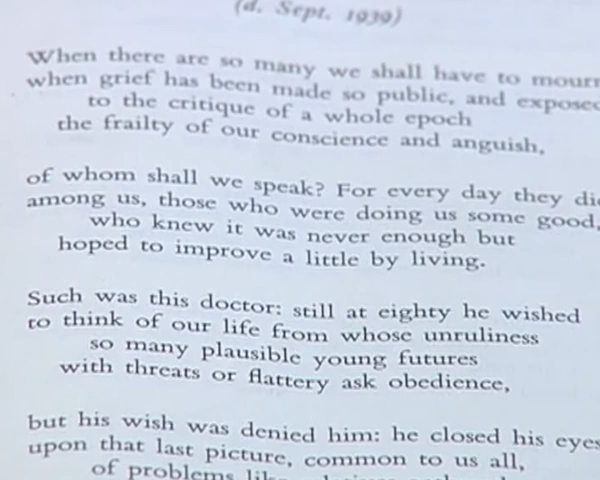 (d. Sept. 1939)
When there are so many we shall have to mourn
when grief has been made so public, and exposed
to the critique of a whole epoch
the frailty of our conscience and anguish,
of whom shall we speak? For every day they die
among us, those who were doing us some good,
who knew it was never enough but
hoped to improve a little by living.
Such was this doctor: still at eighty he wished
to think of our life from whose unruliness
so many plausible young futures
with threats or flattery ask obedience,
but his wish was denied him: he closed his eyes
upon that last picture, common to us all,
of problems